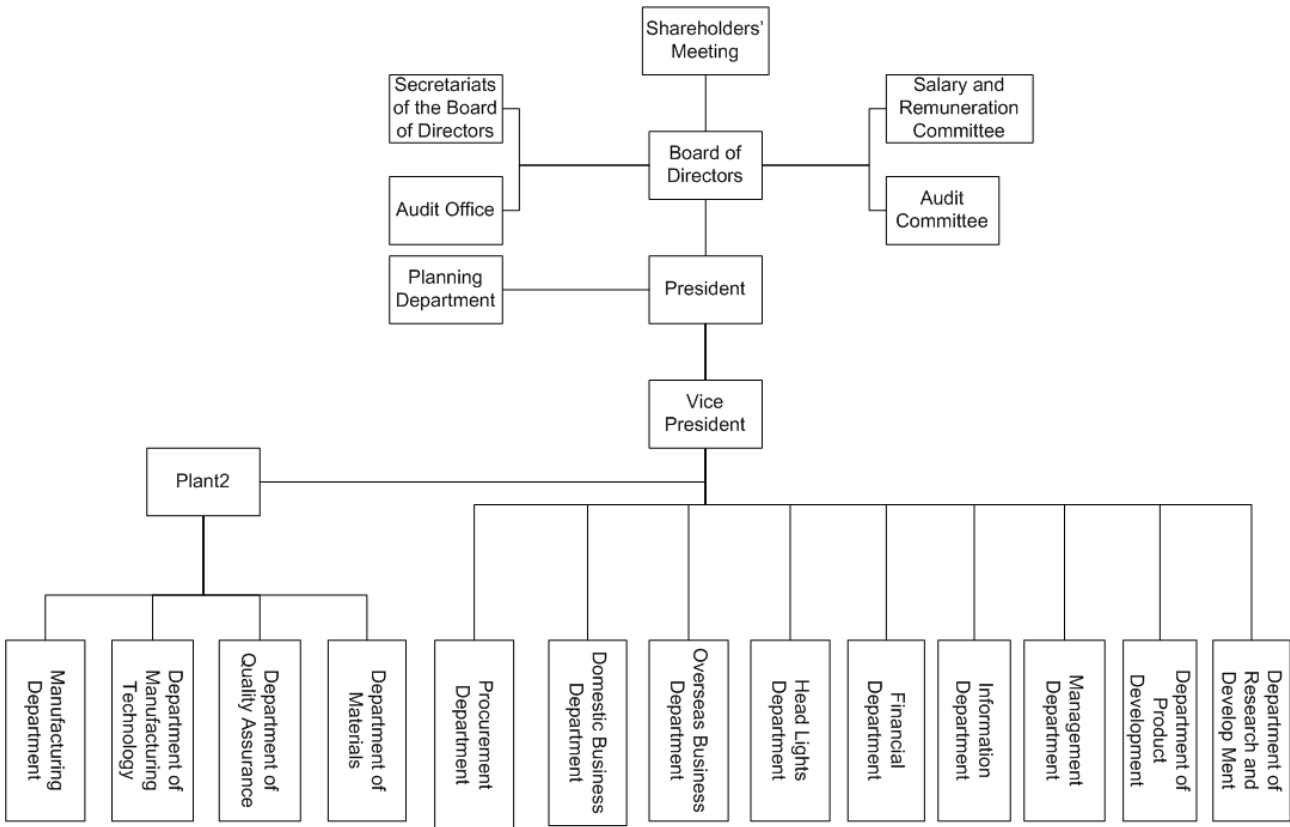 Shareholders'
Meeting
Secretariats
of the Board
of Directors
Salary and
Remuneration
Committee
Board of
Directors
Audit Office
Audit
Committee
Planning
Department
President
Vice
President
Plant2
Manufacturing
Department
Department of
Manufacturing
Technology
Department of
Quality Assurance
Department of
Materials
Procurement
Department
Domestic Business
Department
Overseas Business
Department
Head Lights
Department
Financial
Department
Information
Department
Management
Department
Department of
Product
Development
Department of
Research and
Develop Ment